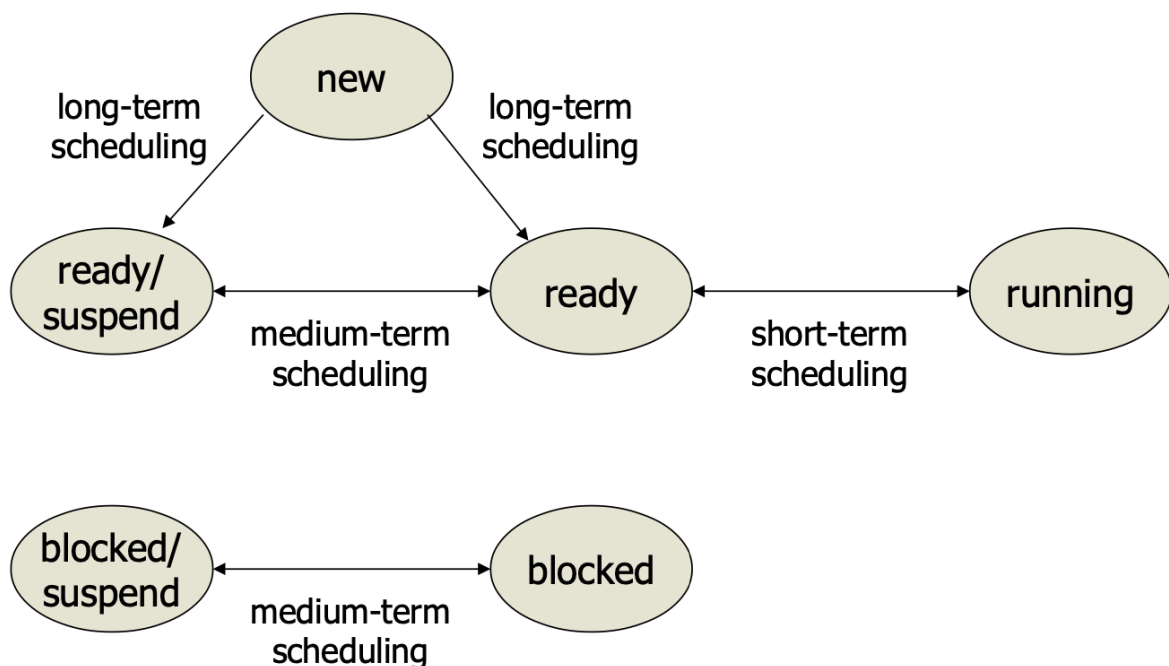 new
long-term
scheduling
long-term
scheduling
ready/
suspend
ready
running
medium-term
scheduling
short-term
scheduling
blocked/
suspend
blocked
medium-term
scheduling